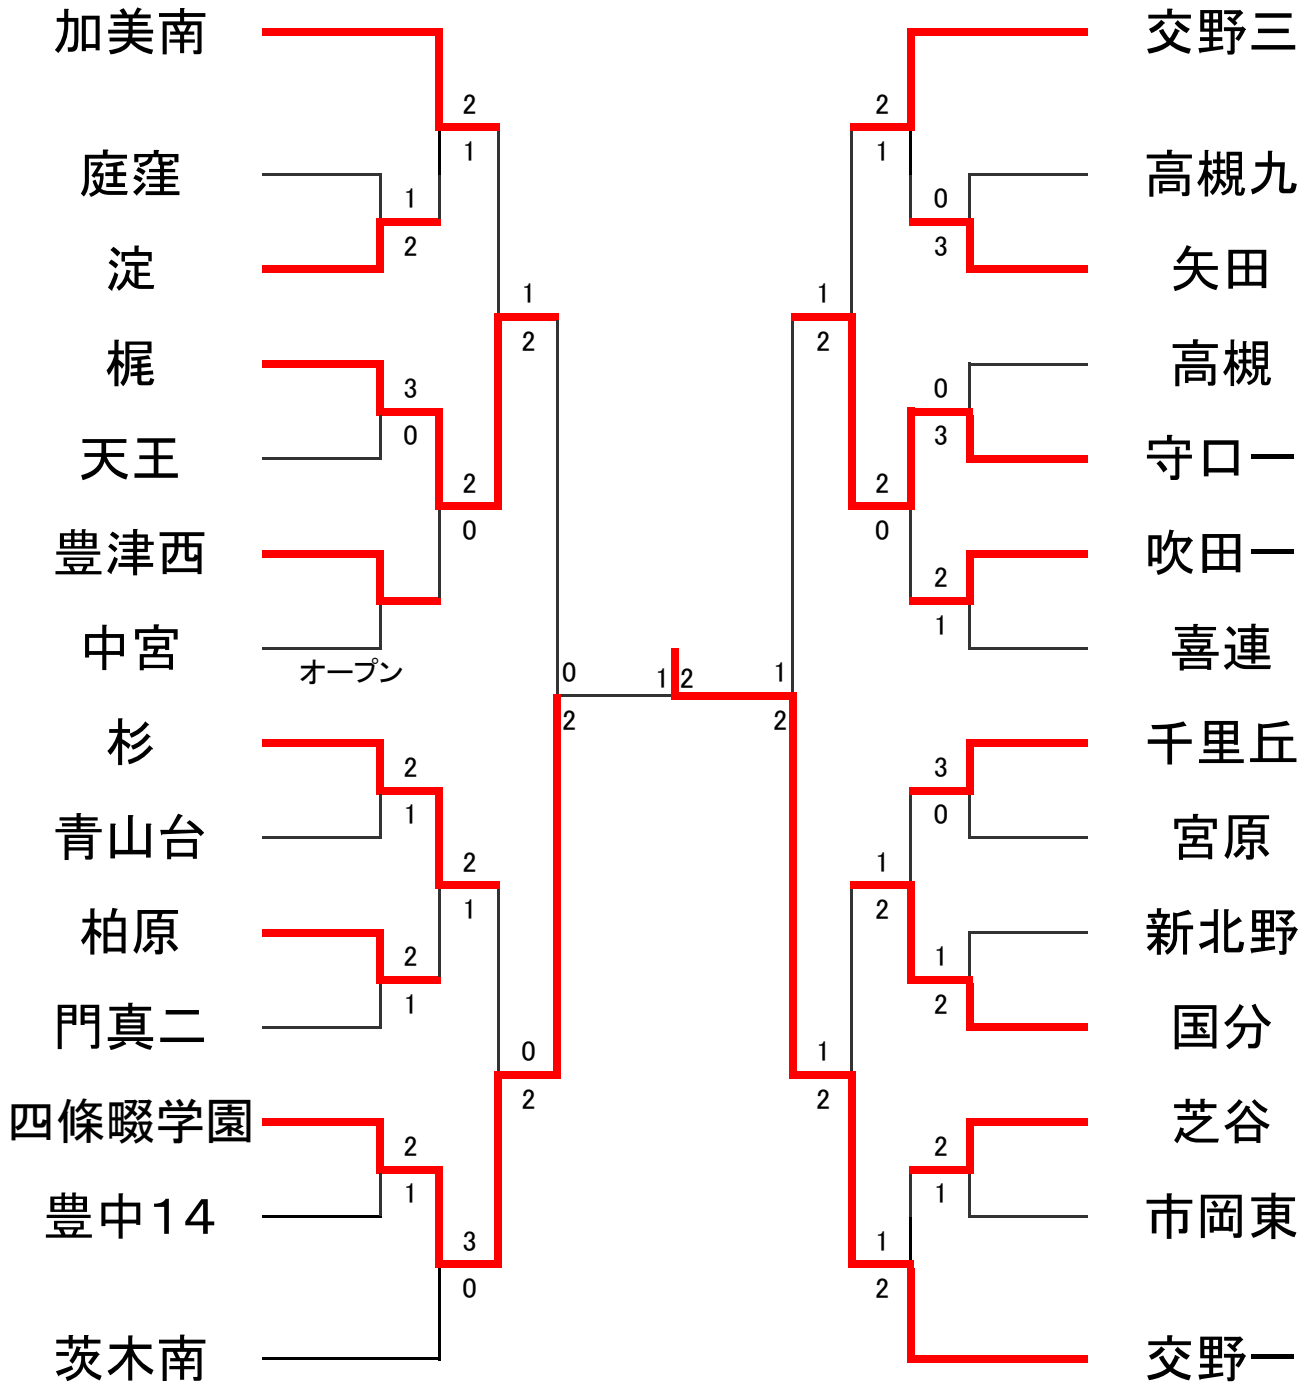 加美南
交野三
2
2
1
1
庭窪
高槻九
1
0
2
3
淀
矢田
1
1
2
2
梶
高槻
3
0
0
3
天王
守口一
2
2
0
0
豊津西
吹田一
2
1
中宮
喜連
オープン
0
1
2
1
2
2
杉
千里丘
2
3
1
0
青山台
宮原
2
1
1
2
柏原
新北野
2
1
1
2
門真二
国分
0
1
2
2
四條畷学園
芝谷
2
2
1
1
豊中14
市岡東
3
1
0
2
茨木南
交野一